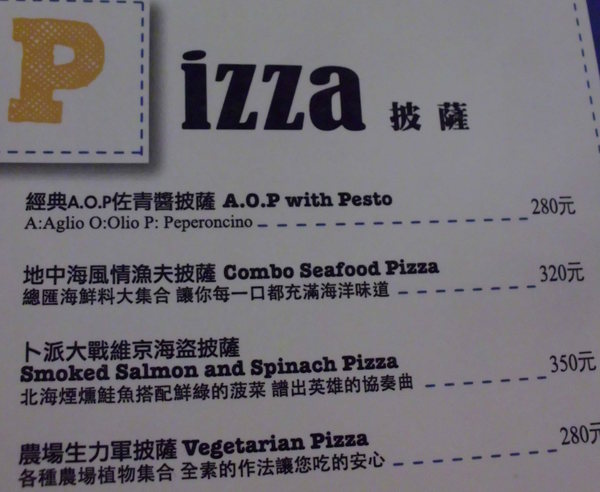 Pizza 披薩
經典A.O.P佐青醬披薩 A.O.P with Pesto
A:Aglio O:Olio P: Peperoncino 280元
地中海風情漁夫披薩 Combo Seafood Pizza
總匯海鮮料大集合 讓你每一口都充滿海洋味道 320元
卜派大戰維京海盜披薩
Smoked Salmon and Spinach Pizza
北海煙燻鮭魚搭配鮮綠的菠菜 譜出英雄的協奏曲 350元
農場生力軍披薩 Vegetarian Pizza
各種農場植物集合 全素的作法讓您吃的安心 280元